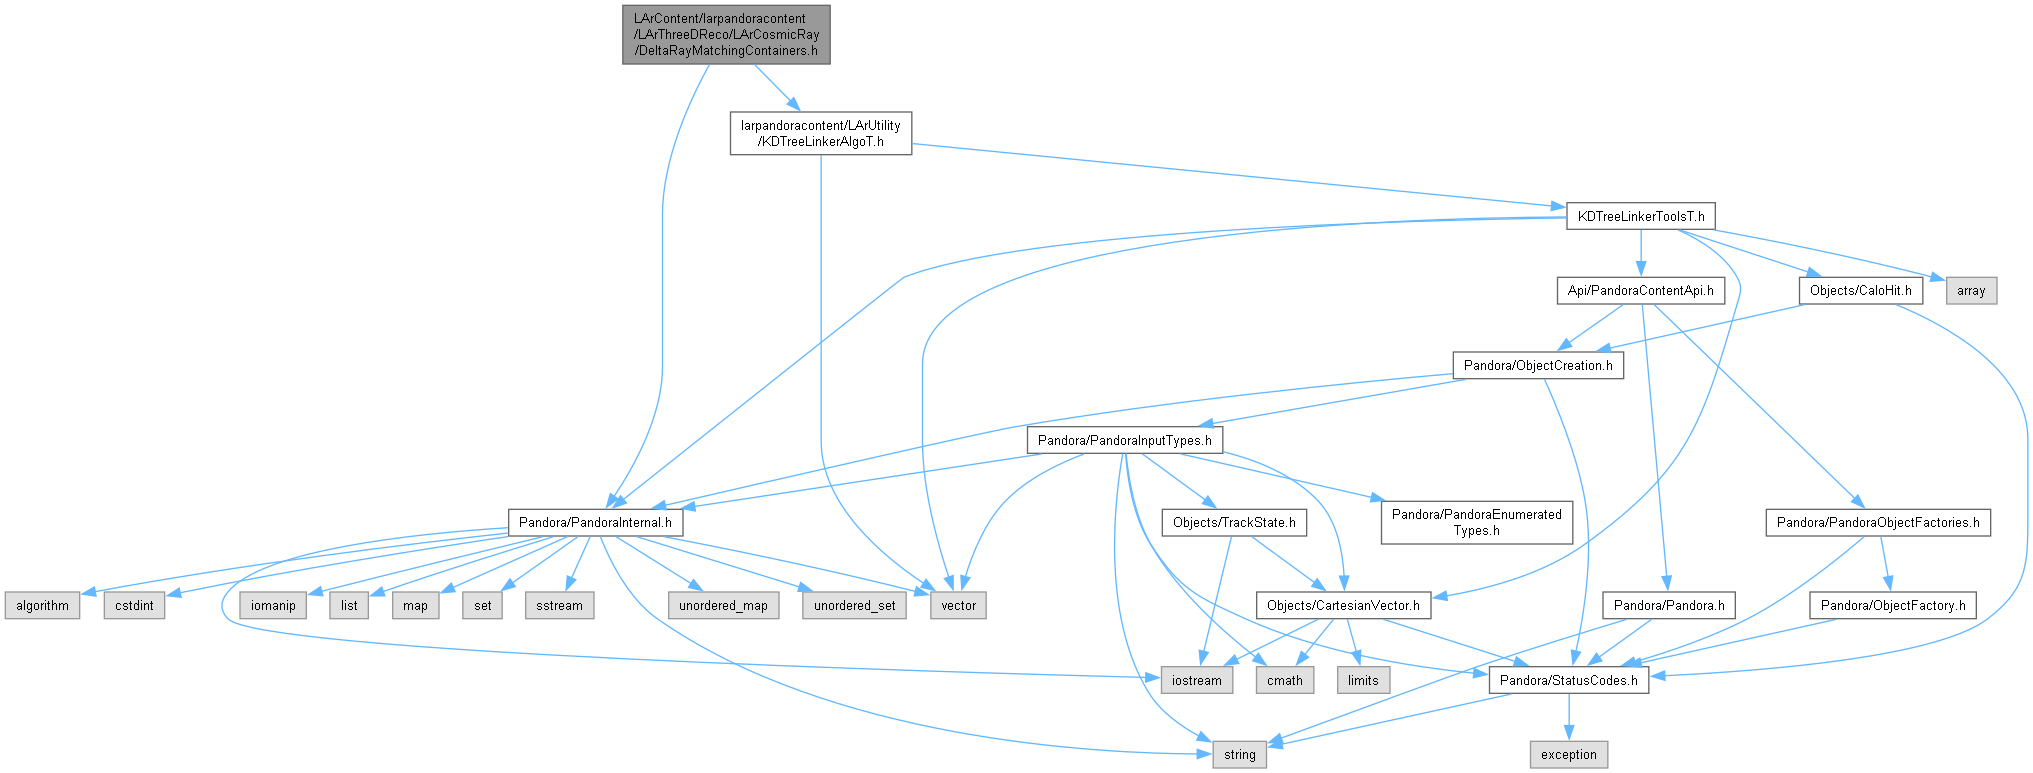 LArContent/larpandoracontent
/LArThreeDReco/LArCosmicRay
/DeltaRayMatchingContainers.h
larpandoracontent/LArUtility
/KDTreeLinkerAlgoT.h
KDTreeLinkerToolsT.h
Api/PandoraContentApi.h
Objects/CaloHit.h
array
Pandora/ObjectCreation.h
Pandora/PandoraInputTypes.h
Pandora/PandoraInternal.h
Objects/TrackState.h
Pandora/PandoraEnumerated
Types.h
Pandora/PandoraObjectFactories.h
algorithm
cstdint
iomanip
list
map
set
sstream
unordered_map
unordered_set
vector
Objects/CartesianVector.h
Pandora/Pandora.h
Pandora/ObjectFactory.h
iostream
cmath
limits
Pandora/StatusCodes.h
string
exception